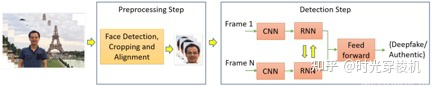 Preprocessing Step
Detection Step
Face Detection,
Cropping and
Alignment
Frame 1
CNN
RNN
Feed
forward
{Deepfake/
Authentic}
Frame N
CNN
RNN
知乎 @时光穿梭机